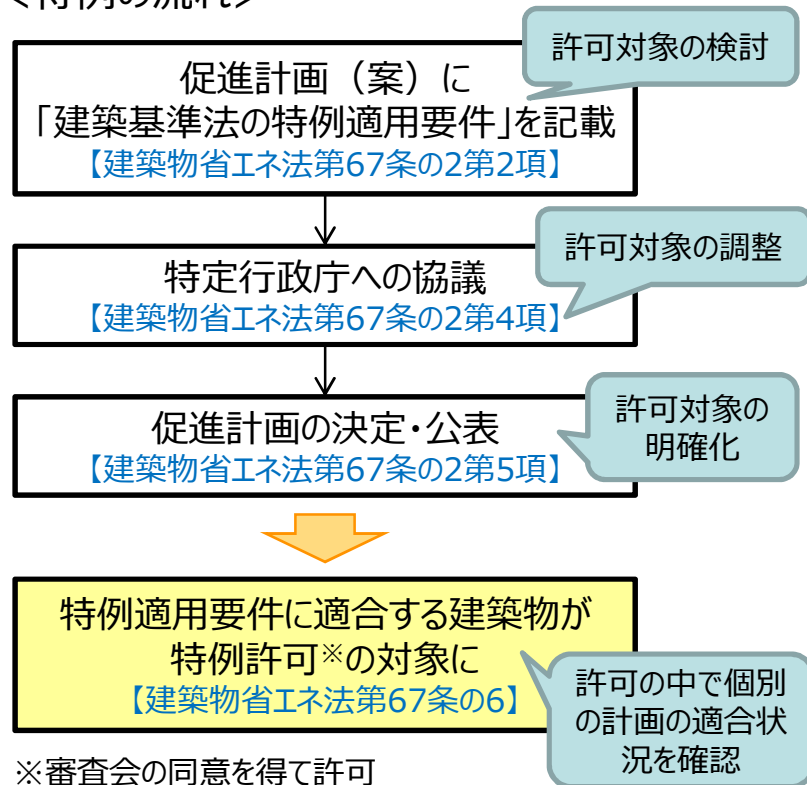 <特例の流れ>
許可対象の検討
促進計画（案）に
「建築基準法の特例適用要件」を記載
【建築物省エネ法第67条の2第2項】
許可対象の調整
特定行政庁への協議
【建築物省エネ法第67条の2第4項】
許可対象の
明確化
促進計画の決定・公表
【建築物省エネ法第67条の2第5項】
特例適用要件に適合する建築物が
特例許可※の対象に
【建築物省エネ法第67条の6】
許可の中で個別
の計画の適合状
況を確認
※審査会の同意を得て許可